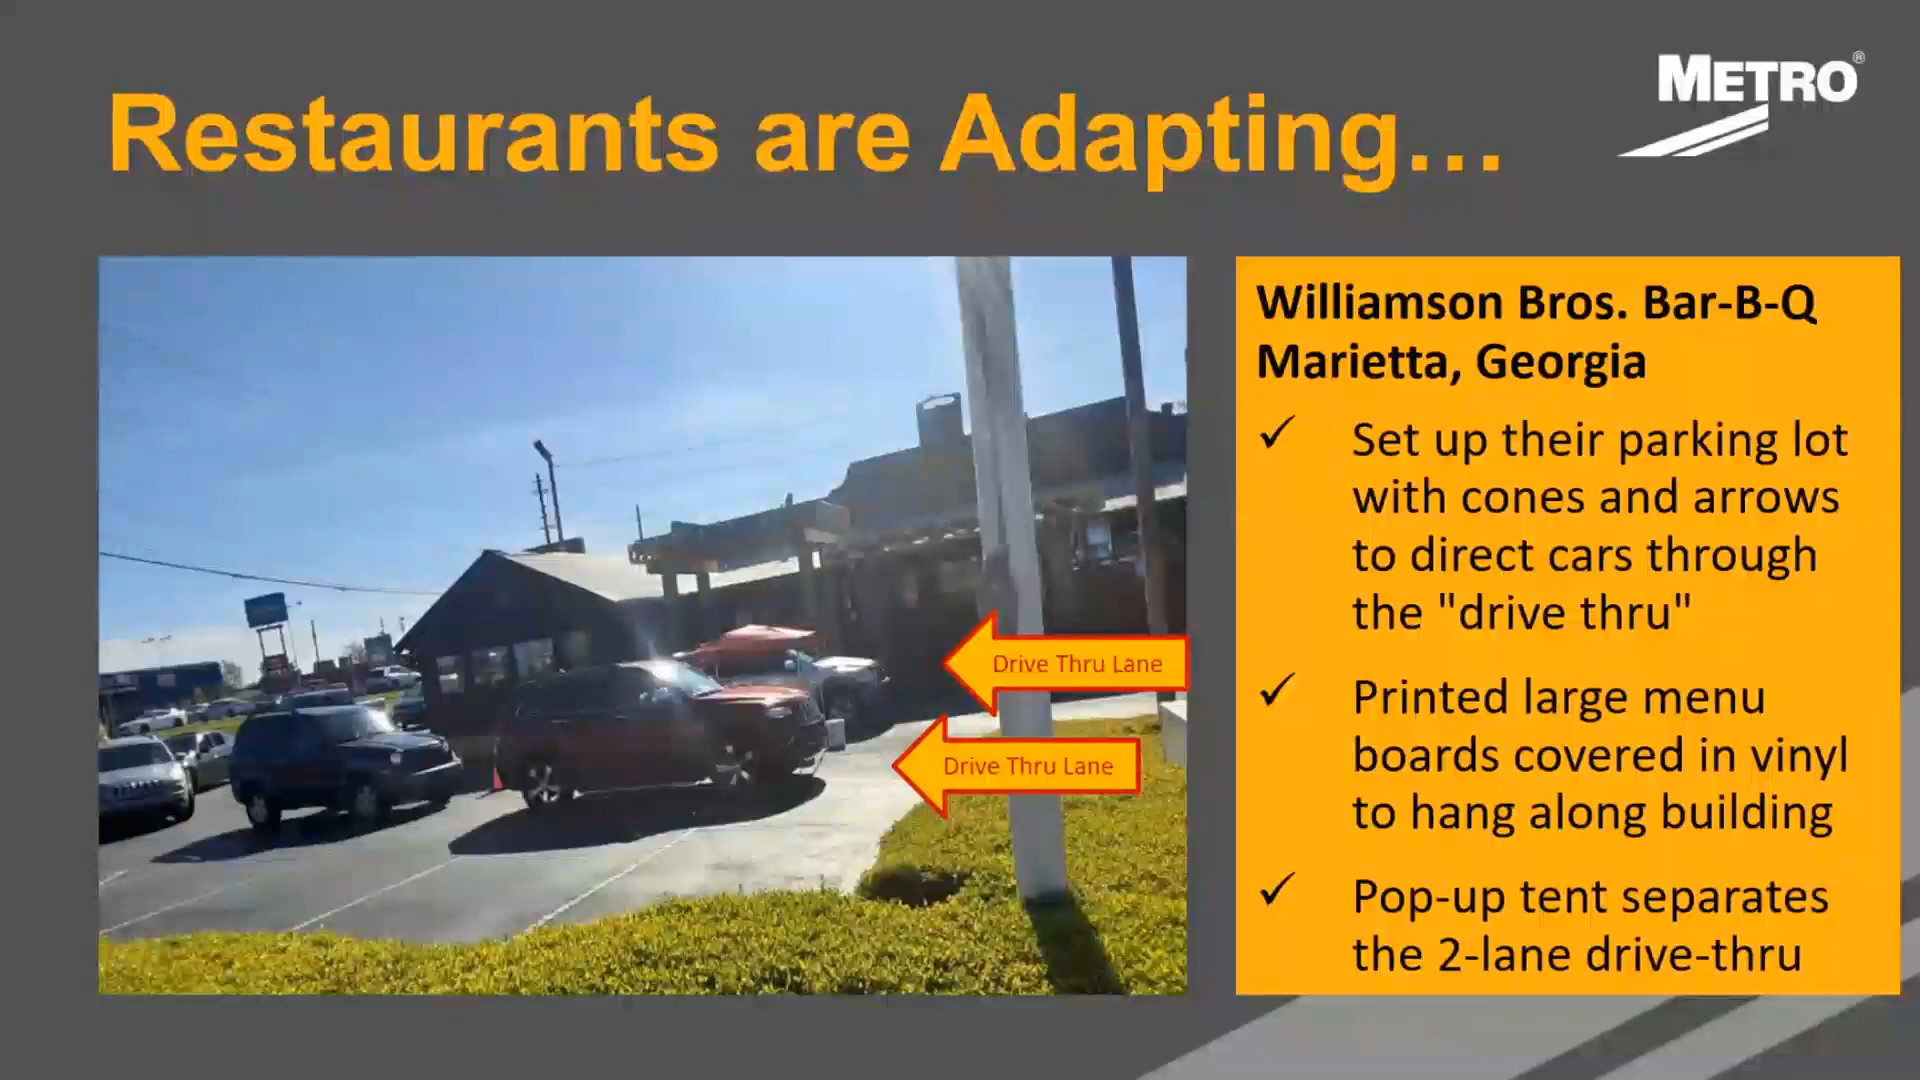 Restaurants are Adapting...
METRO®
Williamson Bros. Bar-B-Q
Marietta, Georgia
✓ Set up their parking lot
with cones and arrows
to direct cars through
the "drive thru"
✓ Printed large menu
boards covered in vinyl
to hang along building
✓ Pop-up tent separates
the 2-lane drive-thru
Drive Thru Lane
Drive Thru Lane